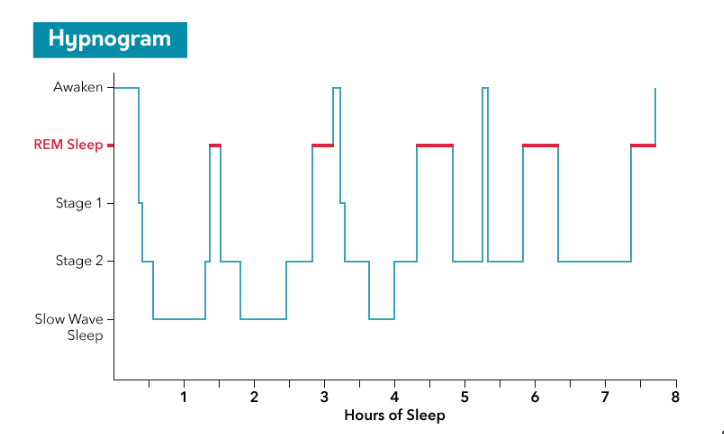 Hypnogram
Awaken
REM Sleep
Stage 1
Stage 2
Slow Wave
Sleep
1 2 3 4 5 6 7 8
Hours of Sleep